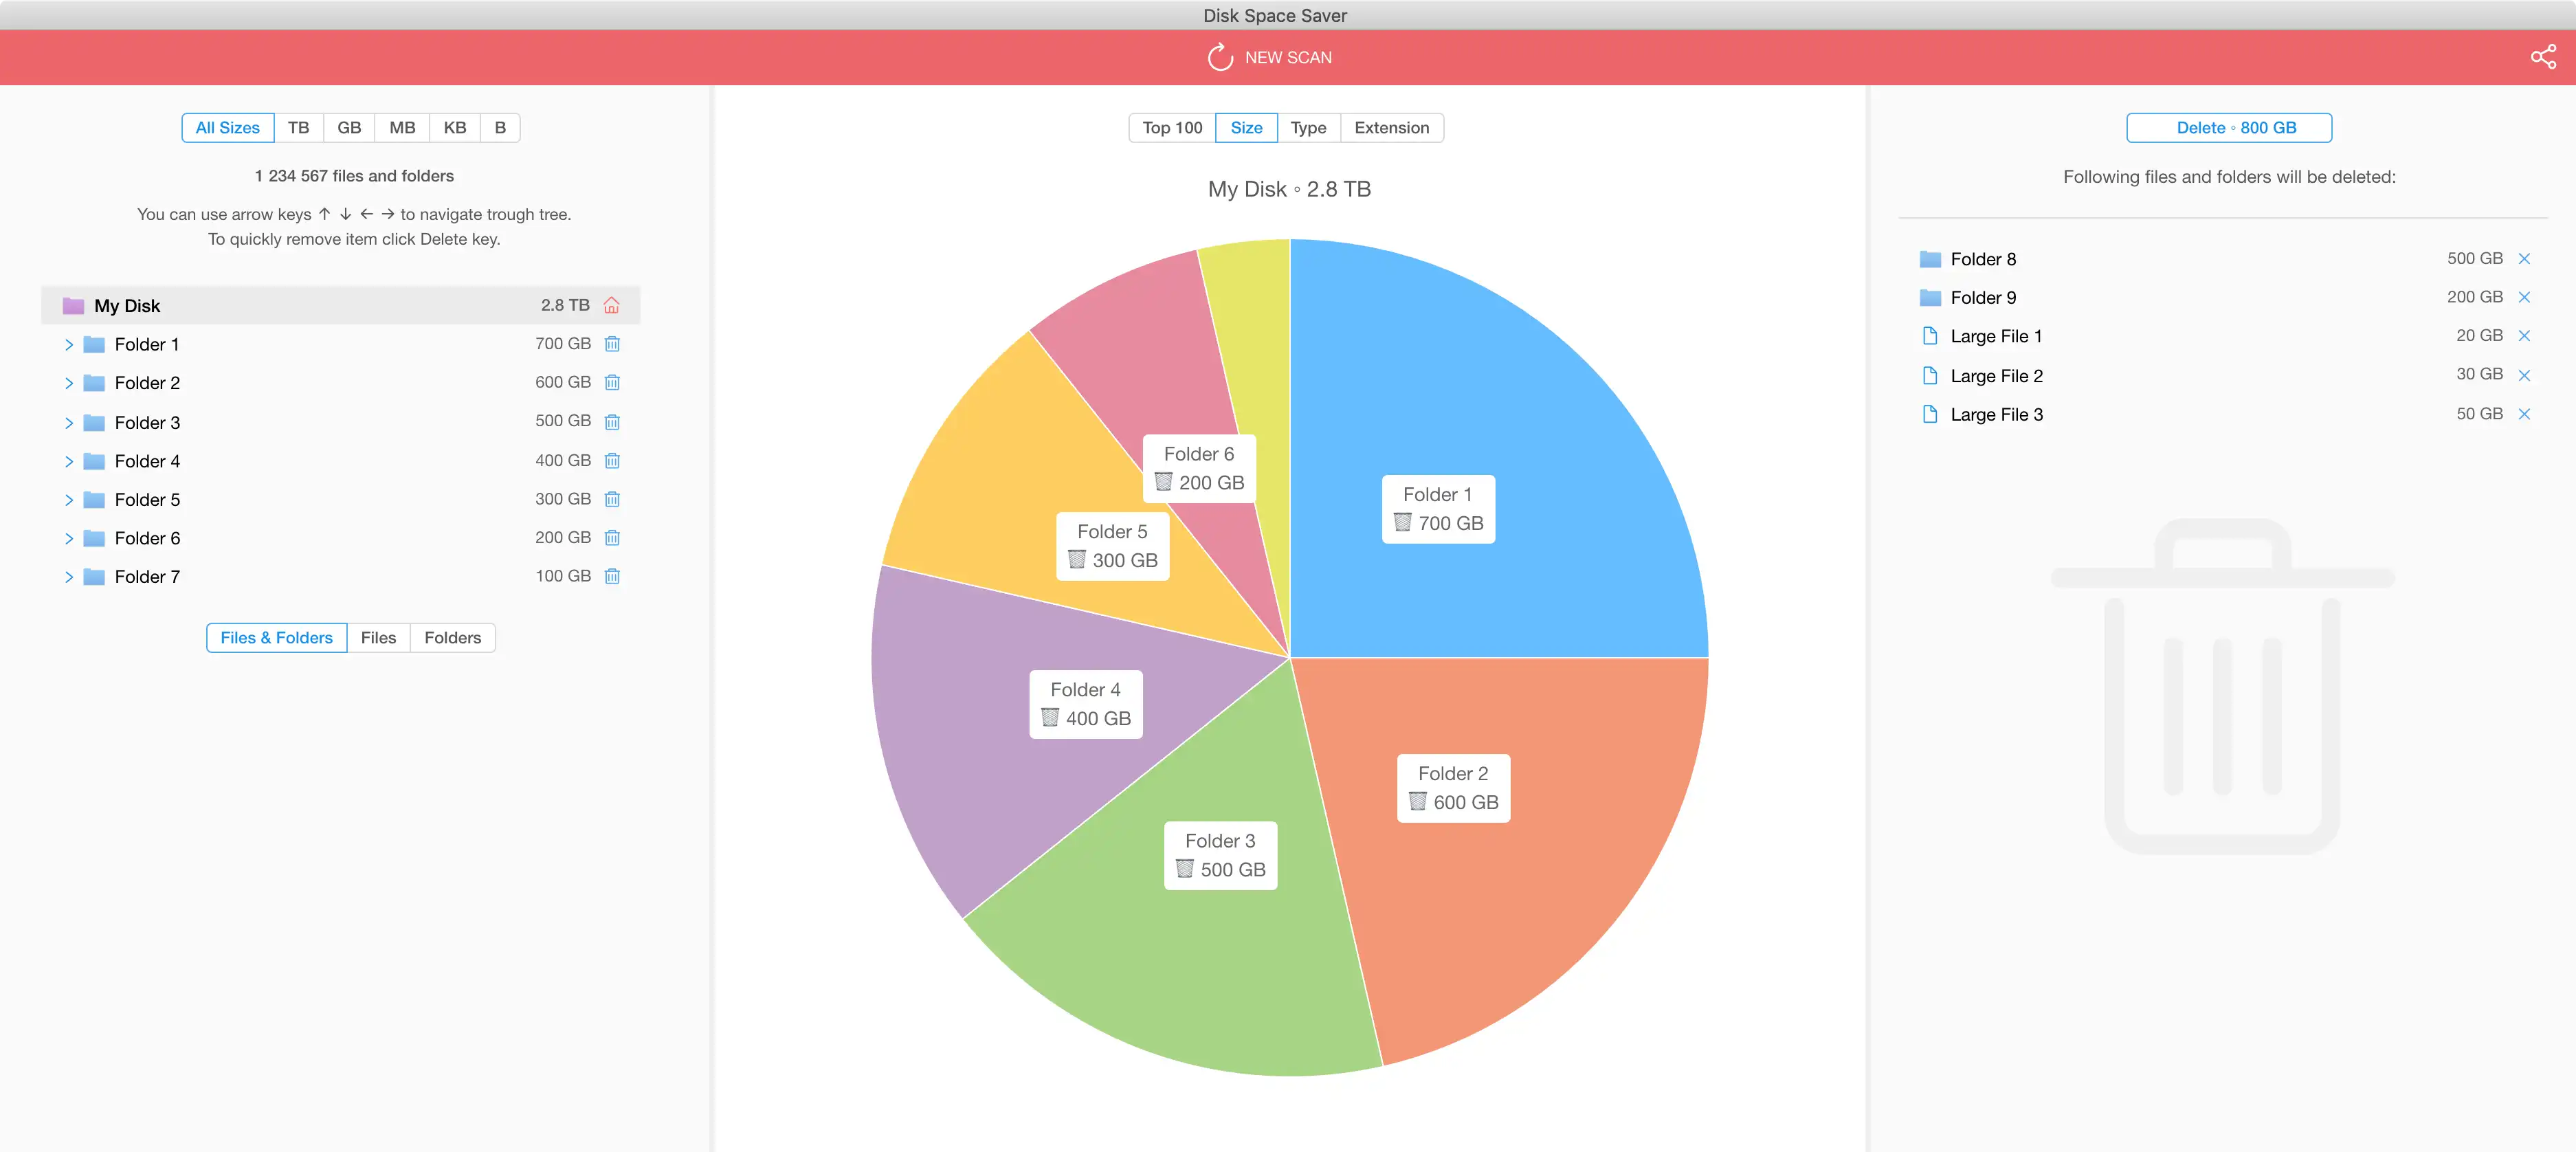 Disk Space Saver
NEW SCAN
All Sizes TB GB MB KB B
1 234 567 files and folders
You can use arrow keys ↑ ↓ ← → to navigate trough tree.
To quickly remove item click Delete key.
My Disk 2.8 TB
Folder 1 700 GB
Folder 2 600 GB
Folder 3 500 GB
Folder 4 400 GB
Folder 5 300 GB
Folder 6 200 GB
Folder 7 100 GB
Files & Folders Files Folders
Top 100 Size Type Extension
My Disk ◦ 2.8 TB
Folder 6
200 GB
Folder 1
700 GB
Folder 5
300 GB
Folder 4
400 GB
Folder 2
600 GB
Folder 3
500 GB
Delete ◦ 800 GB
Following files and folders will be deleted:
Folder 8 500 GB
Folder 9 200 GB
Large File 1 20 GB
Large File 2 30 GB
Large File 3 50 GB